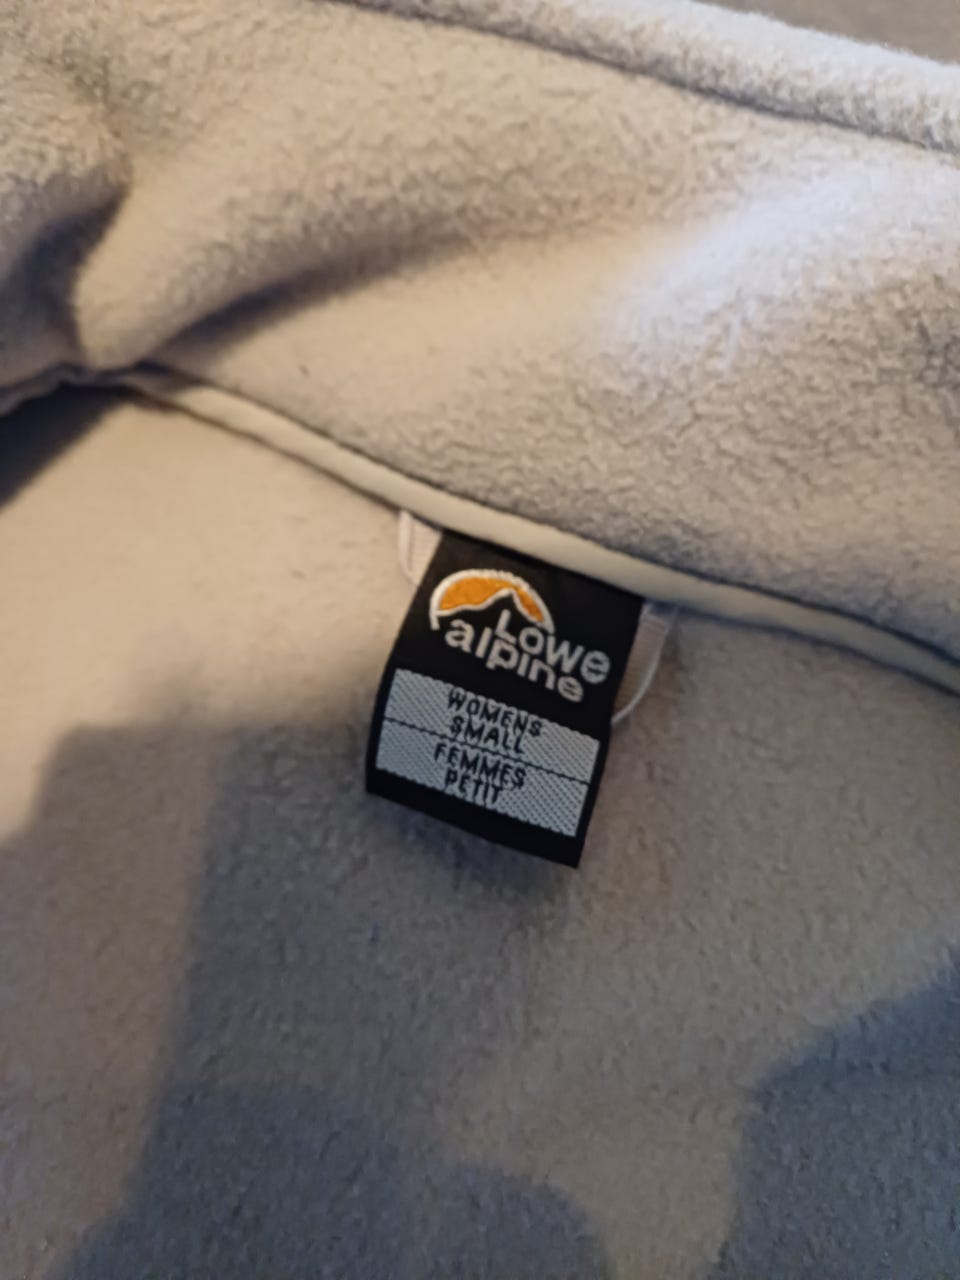 Lowe
alpine
WOMENS
SMALL
FEMMES
PETIT